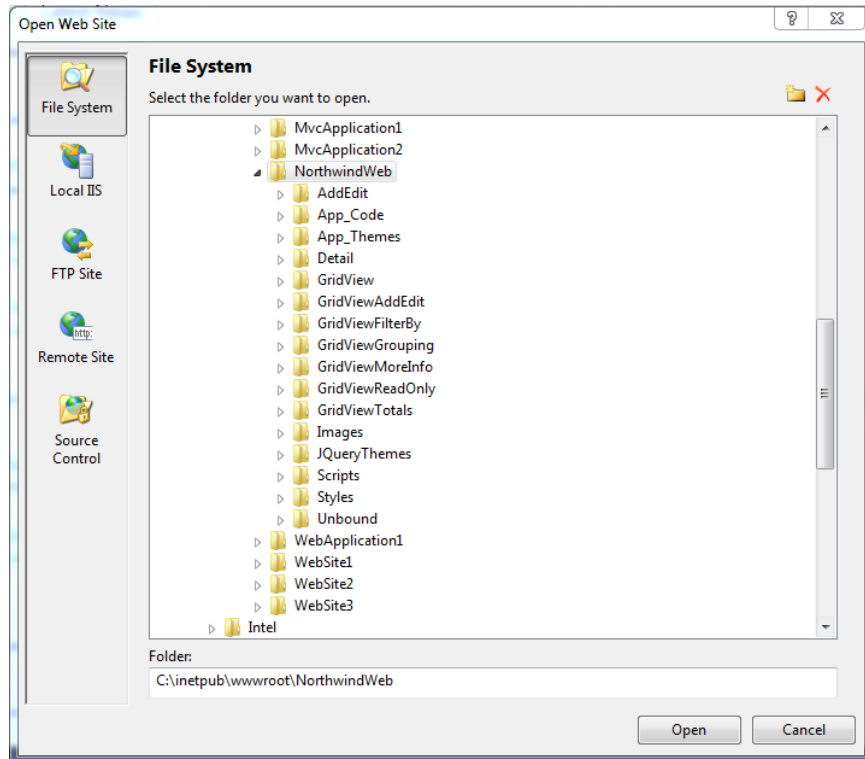 Open Web Site
File System
Local IIS
FTP Site
http:
Remote Site
Source
Control
File System
Select the folder you want to open.
MvcApplication1
MvcApplication2
NorthwindWeb
AddEdit
App_Code
App_Themes
Detail
GridView
GridViewAddEdit
GridViewFilterBy
GridViewGrouping
GridViewMoreInfo
GridViewReadOnly
GridViewTotals
Images
JQueryThemes
Scripts
Styles
Unbound
WebApplication1
WebSite1
WebSite2
WebSite3
Intel
Folder:
C:\inetpub\wwwroot\NorthwindWeb
Open
Cancel